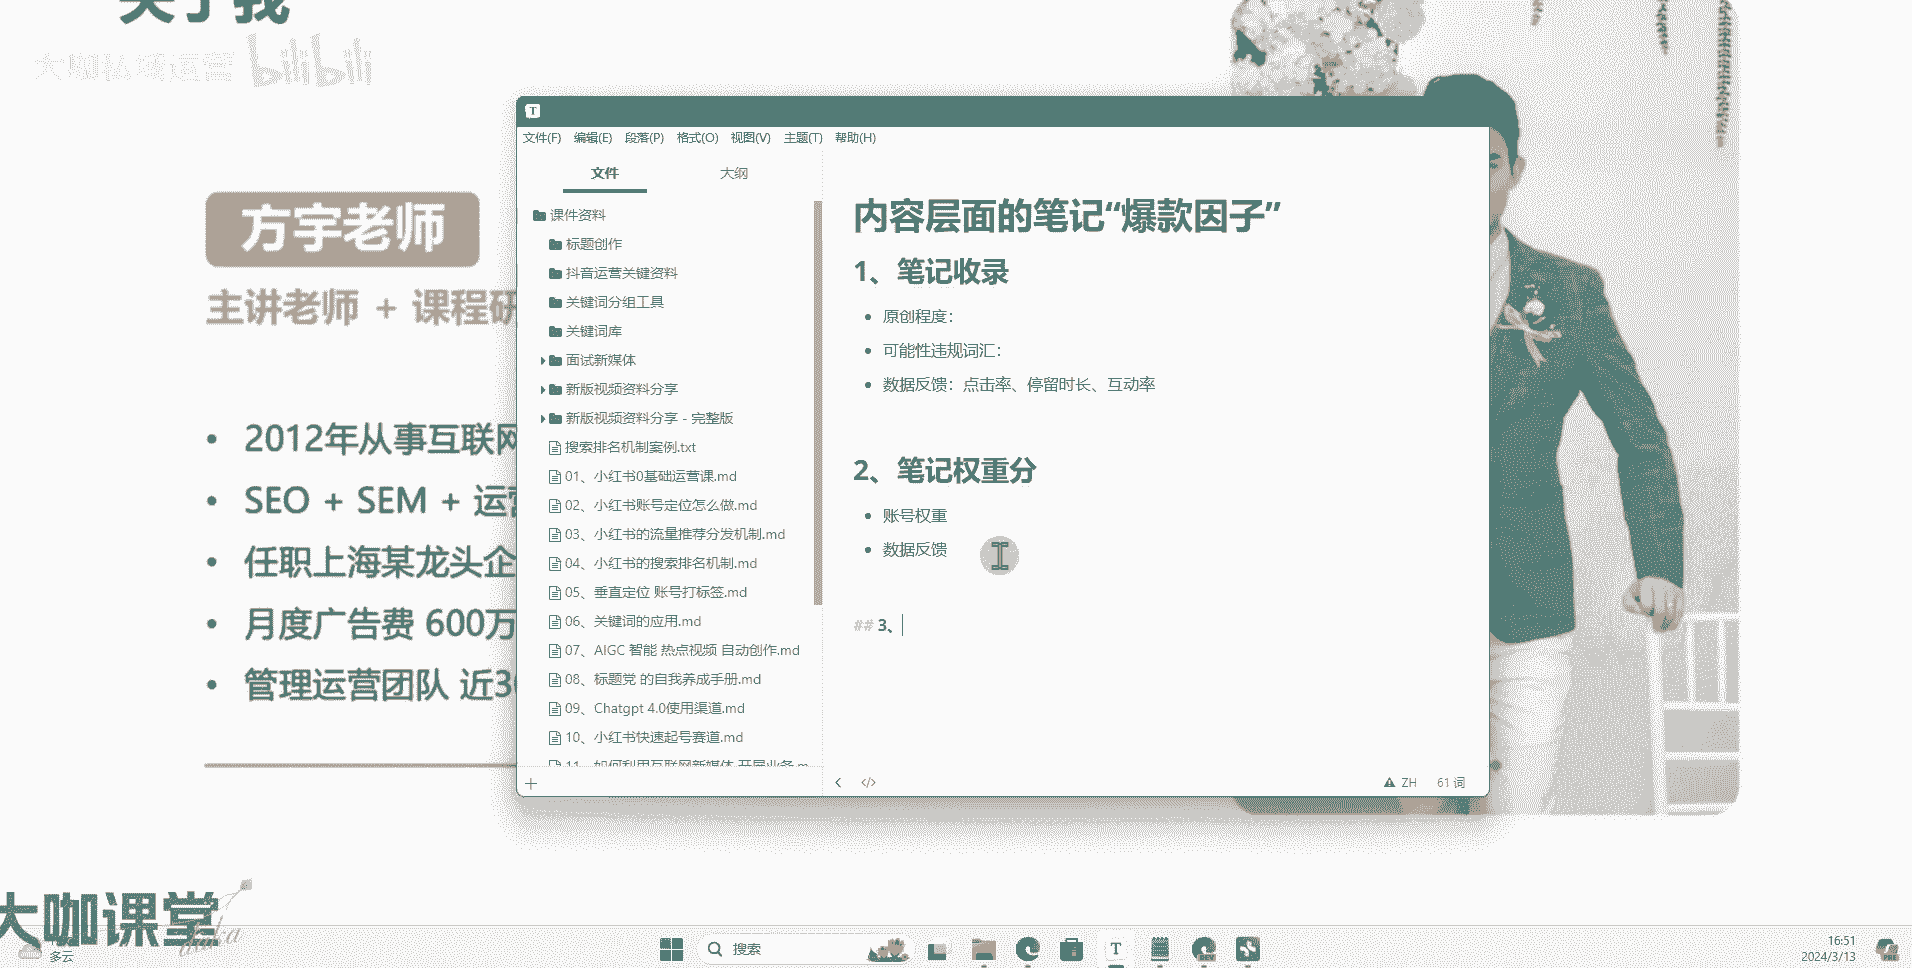 关于我
大咖私域运营 bilibili
方宇老师
主讲老师 + 课程研
2012年从事互联网
SEO + SEM + 运营
任职上海某龙头企
月度广告费 600万
管理运营团队 近30
T
文件(F) 编辑(E) 段落(P) 格式(O) 视图(V) 主题(T) 帮助(H)
文件 大纲
课件资料
标题创作
抖音运营关键资料
关键词分组工具
关键词库
面试新媒体
新版视频资料分享
新版视频资料分享 - 完整版
搜索排名机制案例.txt
01、小红书0基础运营课.md
02、小红书账号定位怎么做.md
03、小红书的流量推荐分发机制.md
04、小红书的搜索排名机制.md
05、垂直定位 账号打标签.md
06、关键词的应用.md
07、AIGC 智能 热点视频 自动创作.md
08、标题党 的自我养成手册.md
09、Chatgpt 4.0使用渠道.md
10、小红书快速起号赛道.md
11、如何利用互联网新媒体 开展业务.m
内容层面的笔记“爆款因子”
1、笔记收录
原创程度：
可能性违规词汇：
数据反馈：点击率、停留时长、互动率
2、笔记权重分
账号权重
数据反馈
## 3、
</> ZH 61 词
大咖课堂
daka
多云
搜索
T
DEV
16:51
2024/3/13
PRE